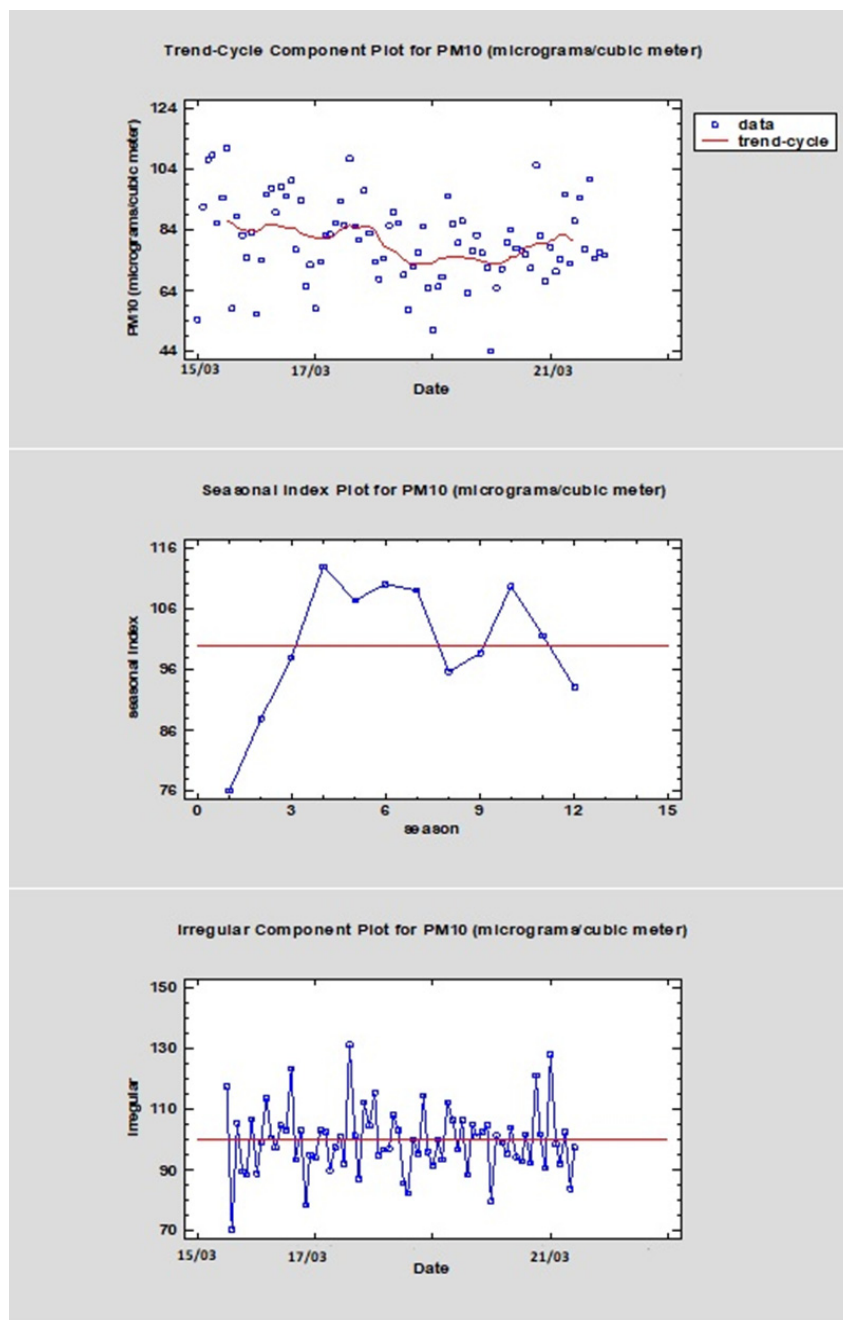 Trend-Cycle Component Plot for PM10 (micrograms/cubic meter)
PM10 (micrograms/cubic meter)
124
104
84
64
44
15/03
17/03
21/03
Date
data
trend-cycle
Seasonal Index Plot for PM10 (micrograms/cubic meter)
seasonal index
116
106
96
86
76
0 3 6 9 12 15
season
Irregular Component Plot for PM10 (micrograms/cubic meter)
irregular
150
130
110
90
70
15/03
17/03
21/03
Date